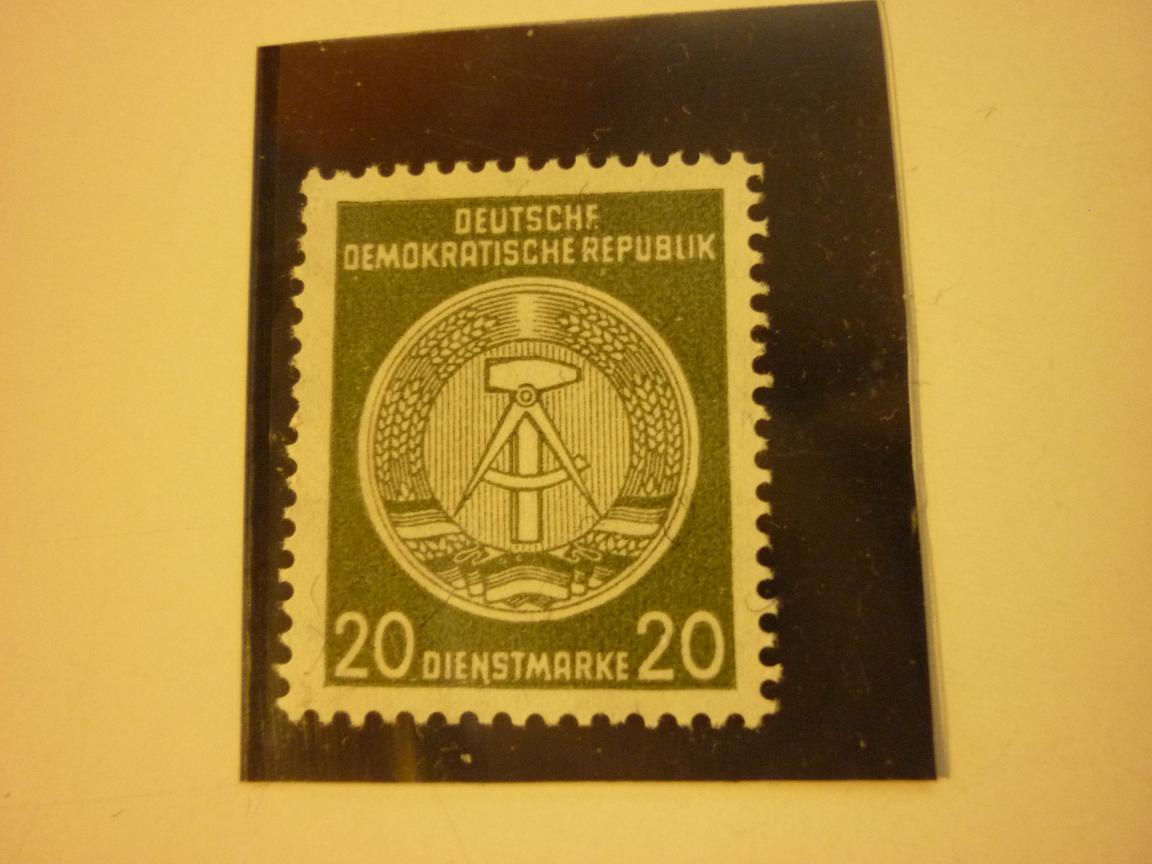 DEUTSCHE
DEMOKRATISCHE REPUBLIK
20 DIENSTMARKE 20